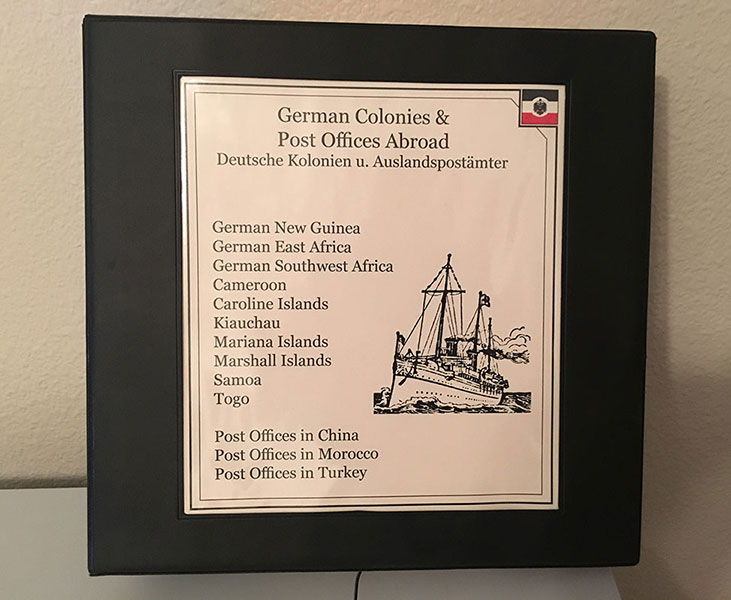 German Colonies &
Post Offices Abroad
Deutsche Kolonien u. Auslandspostämter
German New Guinea
German East Africa
German Southwest Africa
Cameroon
Caroline Islands
Kiauchau
Mariana Islands
Marshall Islands
Samoa
Togo
Post Offices in China
Post Offices in Morocco
Post Offices in Turkey